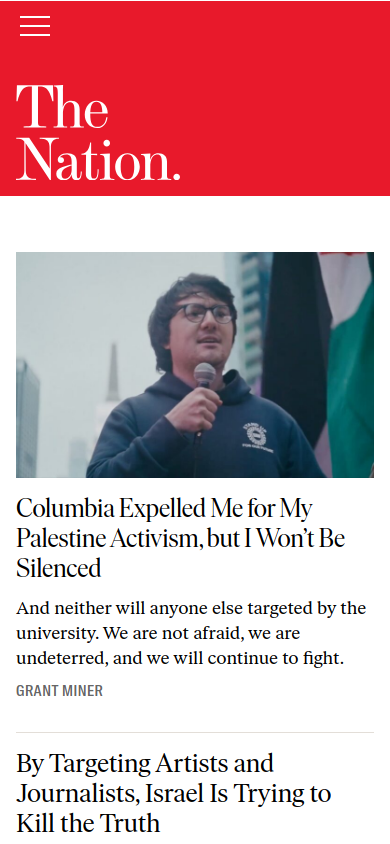 The
Nation.
Columbia Expelled Me for My
Palestine Activism, but I Won't Be
Silenced
And neither will anyone else targeted by the
university. We are not afraid, we are
undeterred, and we will continue to fight.
GRANT MINER
By Targeting Artists and
Journalists, Israel Is Trying to
Kill the Truth